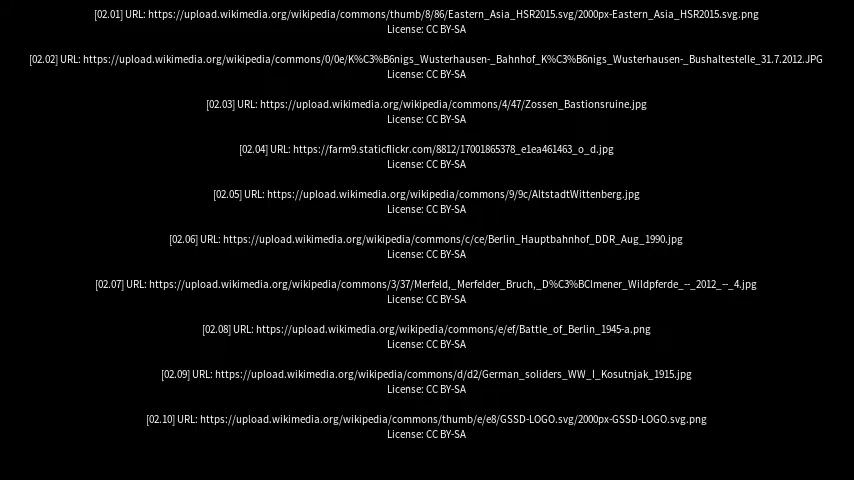 [02.01] URL: https://upload.wikimedia.org/wikipedia/commons/thumb/8/86/Eastern_Asia_HSR2015.svg/2000px-Eastern_Asia_HSR2015.svg.png
License: CC BY-SA
[02.02] URL: https://upload.wikimedia.org/wikipedia/commons/0/0e/K%C3%B6nigs_Wusterhausen-_Bahnhof_K%C3%B6nigs_Wusterhausen-_Bushaltestelle_31.7.2012.JPG
License: CC BY-SA
[02.03] URL: https://upload.wikimedia.org/wikipedia/commons/4/47/Zossen_Bastionsruine.jpg
License: CC BY-SA
[02.04] URL: https://farm9.staticflickr.com/8812/17001865378_e1ea461463_o_d.jpg
License: CC BY-SA
[02.05] URL: https://upload.wikimedia.org/wikipedia/commons/9/9c/AltstadtWittenberg.jpg
License: CC BY-SA
[02.06] URL: https://upload.wikimedia.org/wikipedia/commons/c/ce/Berlin_Hauptbahnhof_DDR_Aug_1990.jpg
License: CC BY-SA
[02.07] URL: https://upload.wikimedia.org/wikipedia/commons/3/37/Merfeld,_Merfelder_Bruch,_D%C3%BClmener_Wildpferde_--_2012_--_4.jpg
License: CC BY-SA
[02.08] URL: https://upload.wikimedia.org/wikipedia/commons/e/ef/Battle_of_Berlin_1945-a.png
License: CC BY-SA
[02.09] URL: https://upload.wikimedia.org/wikipedia/commons/d/d2/German_soliders_WW_I_Kosutnjak_1915.jpg
License: CC BY-SA
[02.10] URL: https://upload.wikimedia.org/wikipedia/commons/thumb/e/e8/GSSD-LOGO.svg/2000px-GSSD-LOGO.svg.png
License: CC BY-SA